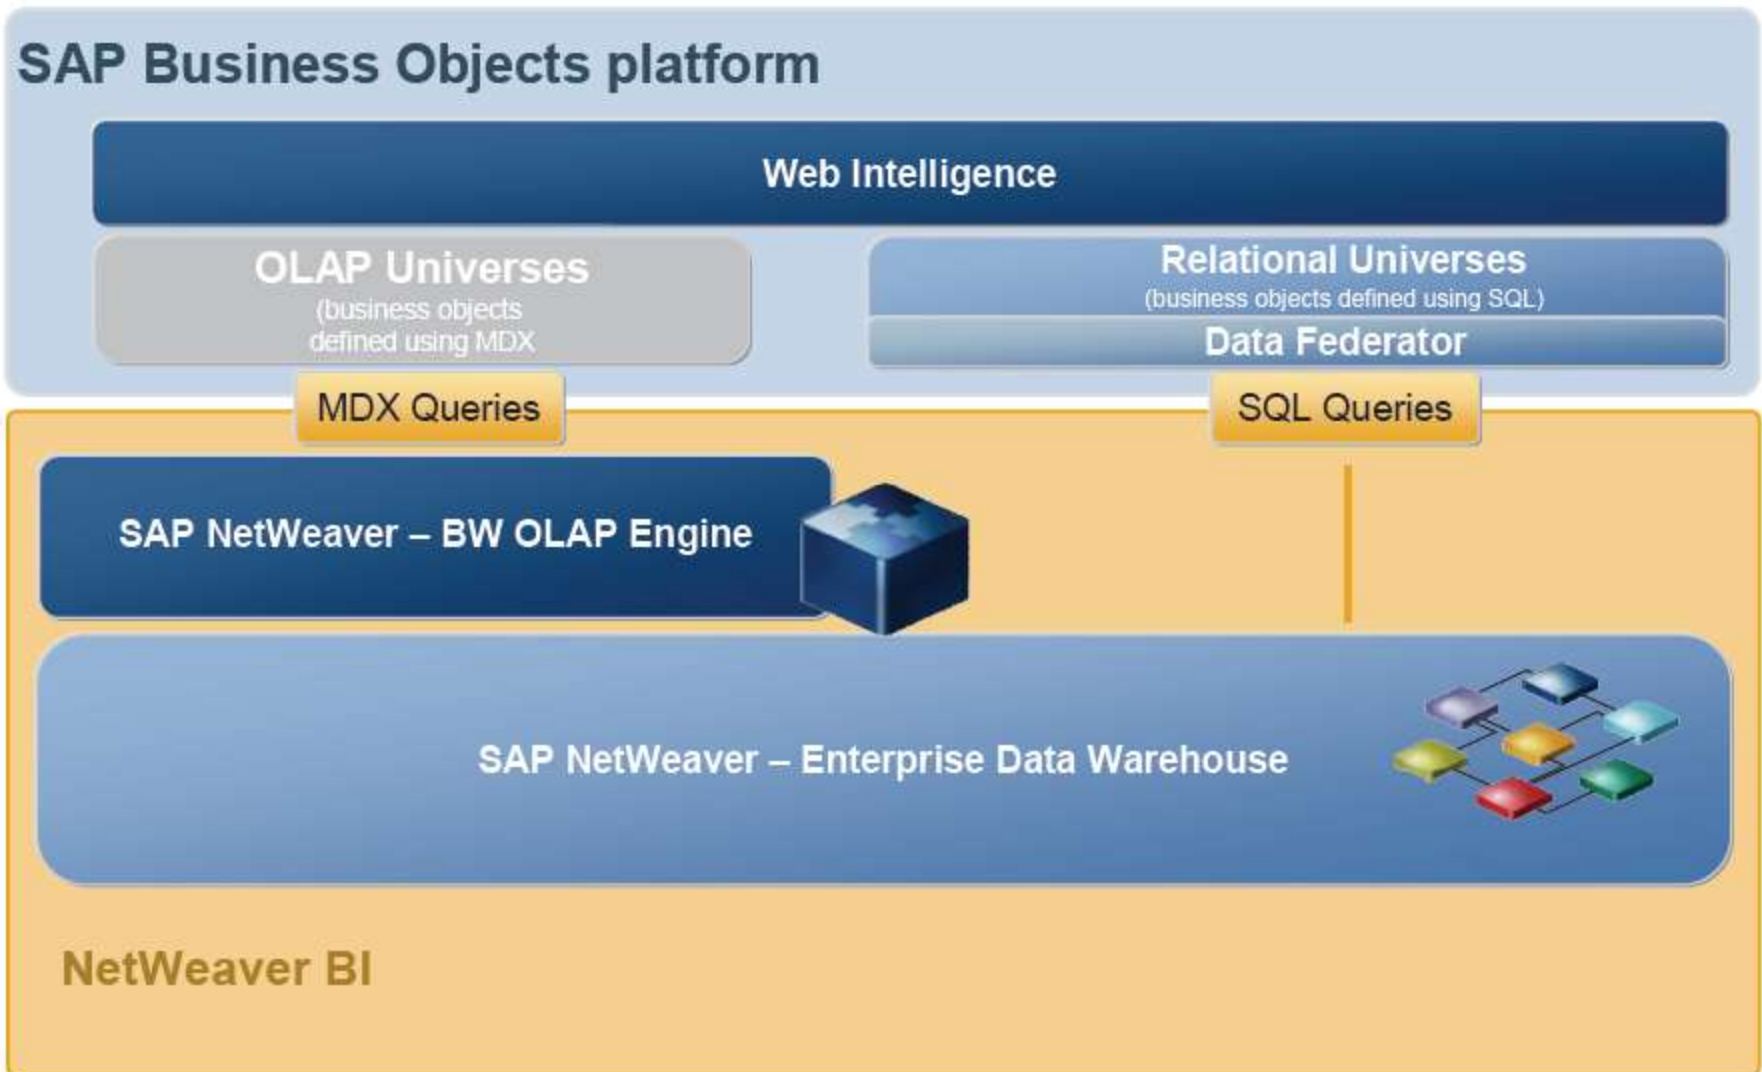 SAP Business Objects platform
Web Intelligence
OLAP Universes
(business objects
defined using MDX
Relational Universes
(business objects defined using SQL)
Data Federator
MDX Queries
SQL Queries
SAP NetWeaver – BW OLAP Engine
SAP NetWeaver – Enterprise Data Warehouse
NetWeaver BI